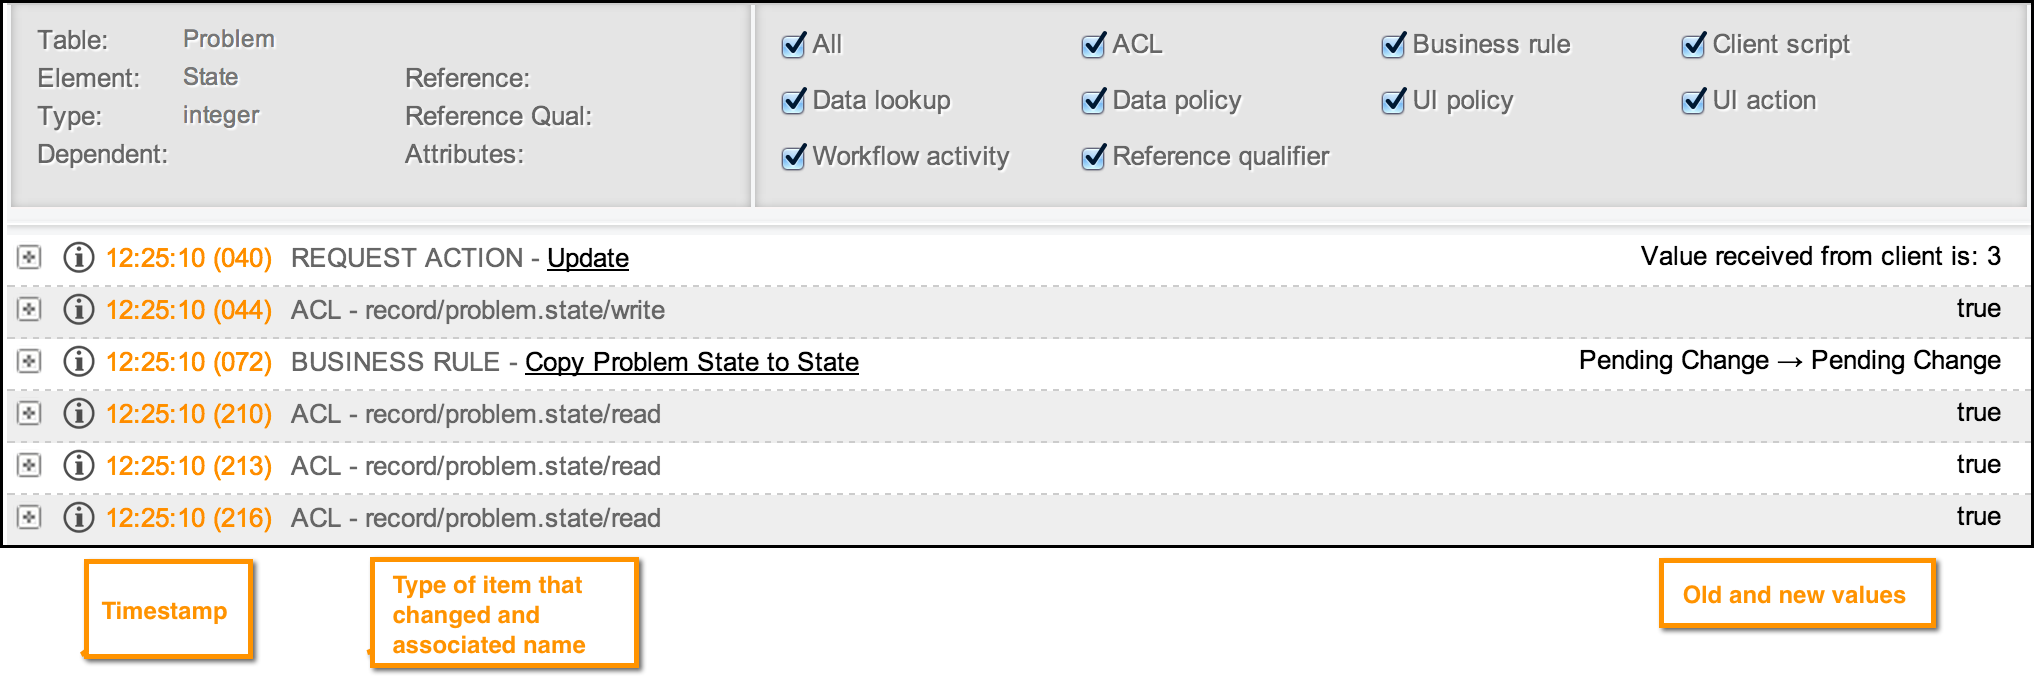 Table: Problem
Element: State Reference:
Type: integer Reference Qual:
Dependent: Attributes:
All ACL Business rule Client script
Data lookup Data policy UI policy UI action
Workflow activity Reference qualifier
12:25:10 (040) REQUEST ACTION - Update Value received from client is: 3
12:25:10 (044) ACL - record/problem.state/write true
12:25:10 (072) BUSINESS RULE - Copy Problem State to State Pending Change → Pending Change
12:25:10 (210) ACL - record/problem.state/read true
12:25:10 (213) ACL - record/problem.state/read true
12:25:10 (216) ACL - record/problem.state/read true
Timestamp
Type of item that
changed and
associated name
Old and new values